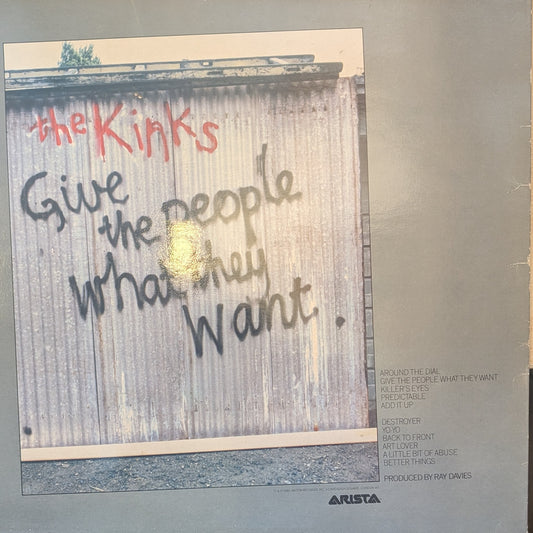 the Kinks
Give
the people
what they
want.
AROUND THE DIAL
GIVE THE PEOPLE WHAT THEY WANT
KILLER'S EYES
PREDICTABLE
ADD IT UP
DESTROYER
YO-YO
BACK TO FRONT
ART LOVER
A LITTLE BIT OF ABUSE
BETTER THINGS
PRODUCED BY RAY DAVIES
ARISTA